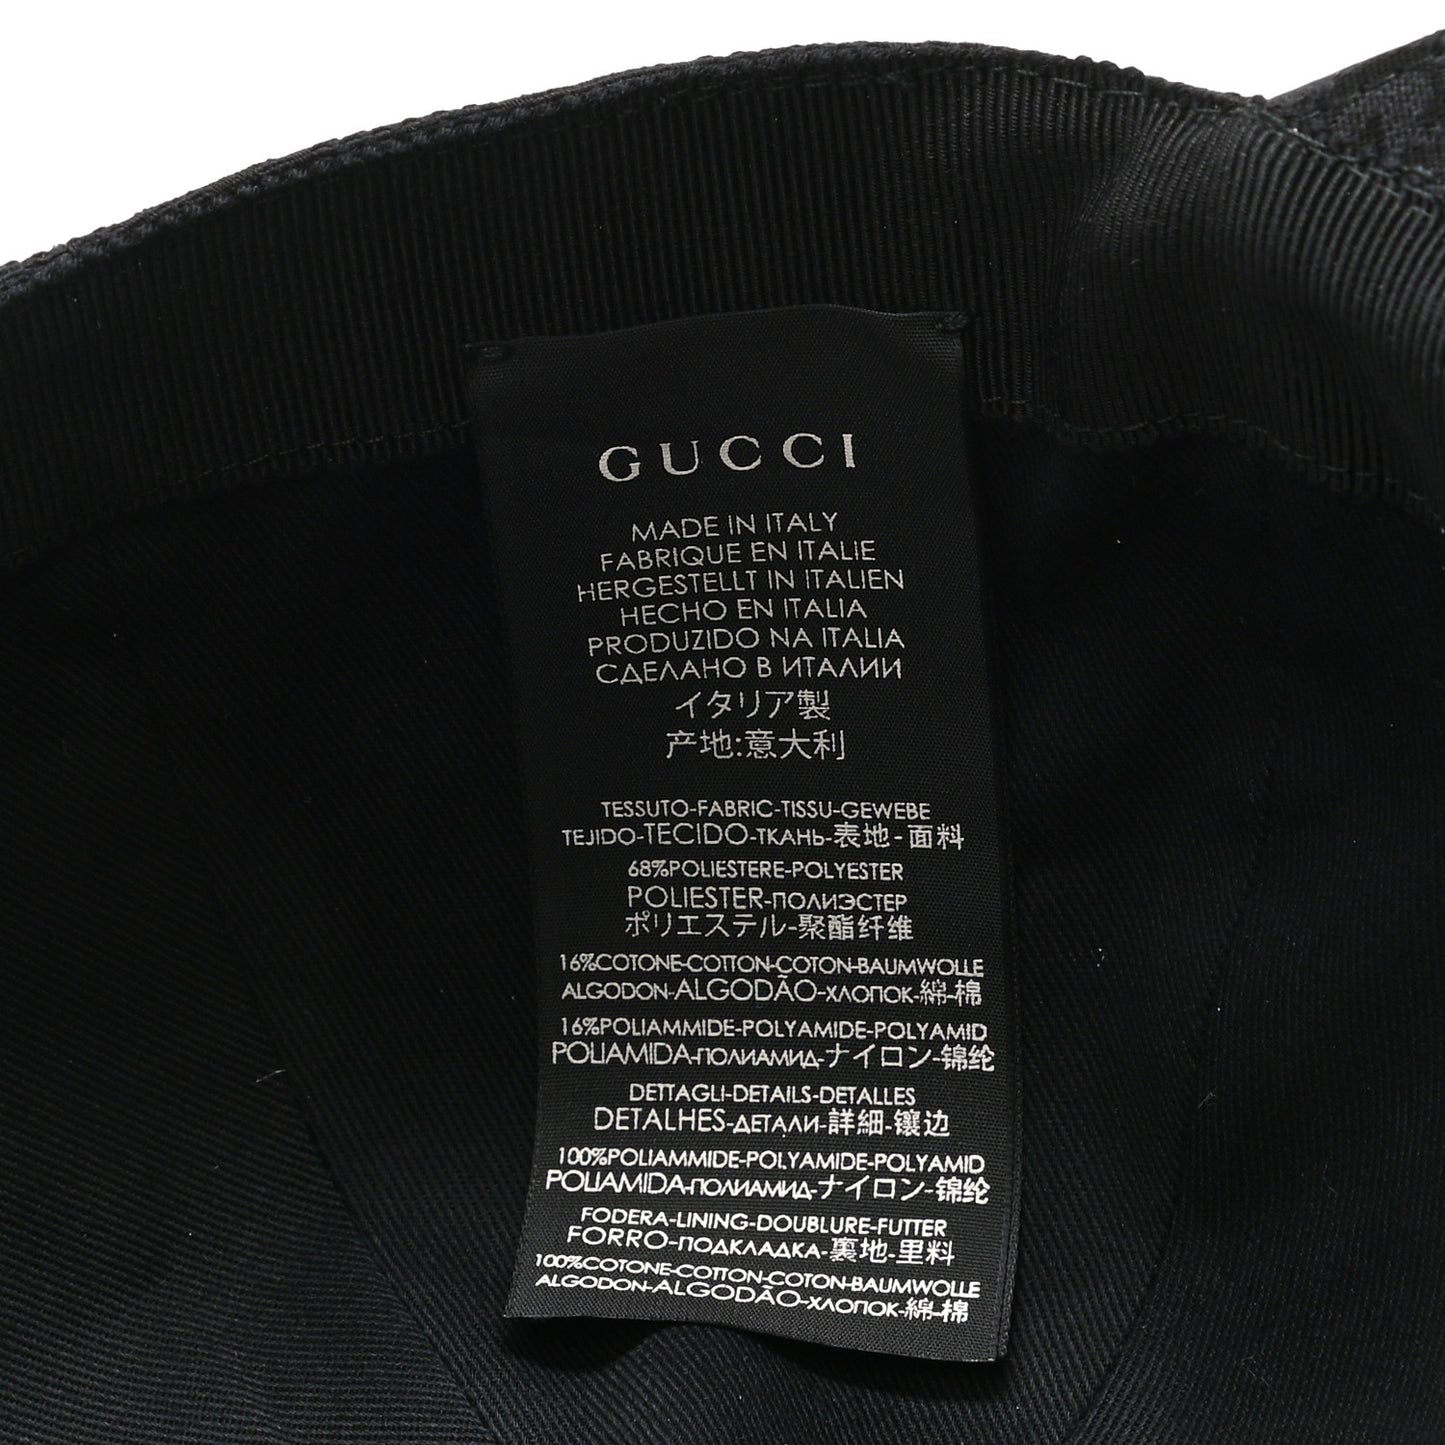 GUCCI
MADE IN ITALY
FABRIQUE EN ITALIE
HERGESTELLT IN ITALIEN
HECHO EN ITALIA
PRODUZIDO NA ITALIA
СДЕЛАНО В ИТАЛИИ
イタリア製
产地:意大利
TESSUTO-FABRIC-TISSU-GEWEBE
TEJIDO-TECIDO-ТКАНЬ-表地-面料
68%POLIESTERE-POLYESTER
POLIESTER-ПОЛИЭСТЕР
ポリエステル-聚酯纤维
16%COTONE-COTTON-COTON-BAUMWOLLE
ALGODON-ALGODÃO-ХЛОПОК-綿-棉
16%POLIAMMIDE-POLYAMIDE-POLYAMID
POLIAMIDA-ПОЛИАМИД-ナイロン-锦纶
DETTAGLI-DETAILS-DETALLES
DETALHES-ДЕТАЛИ-詳細-镶边
100%POLIAMMIDE-POLYAMIDE-POLYAMID
POLIAMIDA-ПОЛИАМИД-ナイロン-锦纶
FODERA-LINING-DOUBLURE-FUTTER
FORRO-ПОДКЛАДКА-裏地-里料
100%COTONE-COTTON-COTON-BAUMWOLLE
ALGODON-ALGODÃO-ХЛОПОК-綿-棉